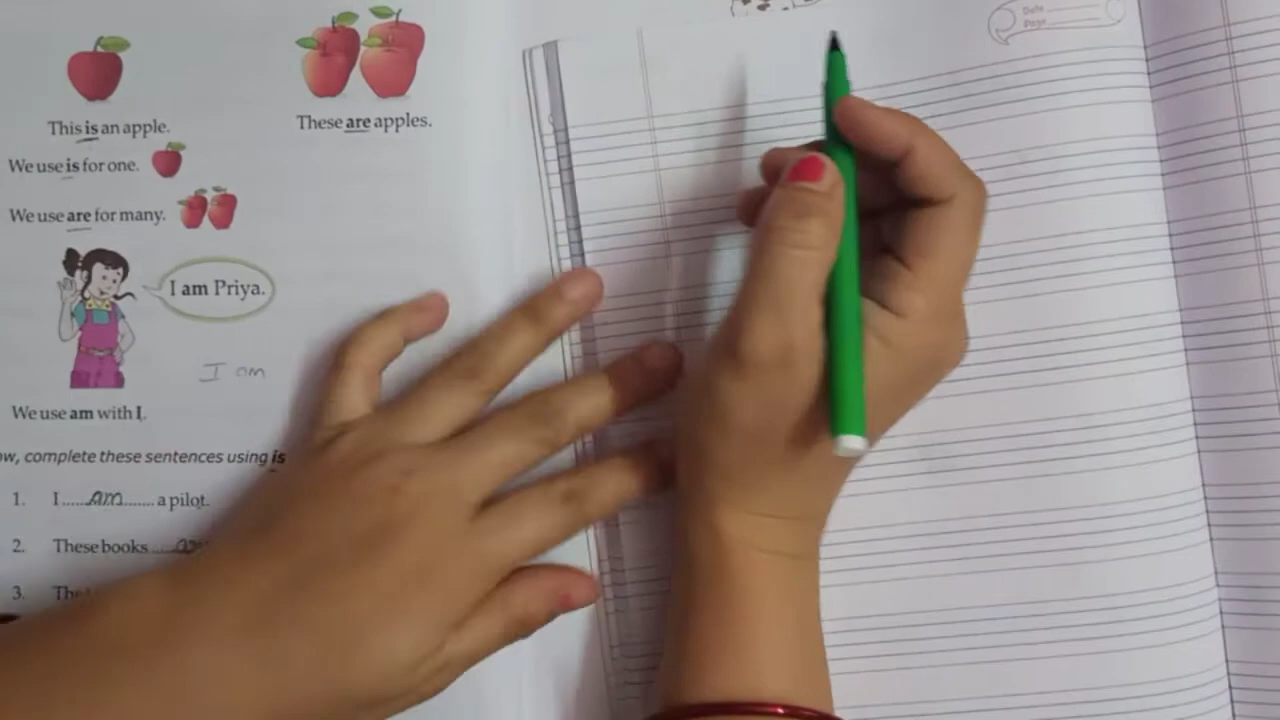 This is an apple.
These are apples.
We use is for one.
We use are for many.
I am Priya.
I am
We use am with I.
complete these sentences using is
1. I ......am....... a pilot.
2. These books
3.
Date
Page